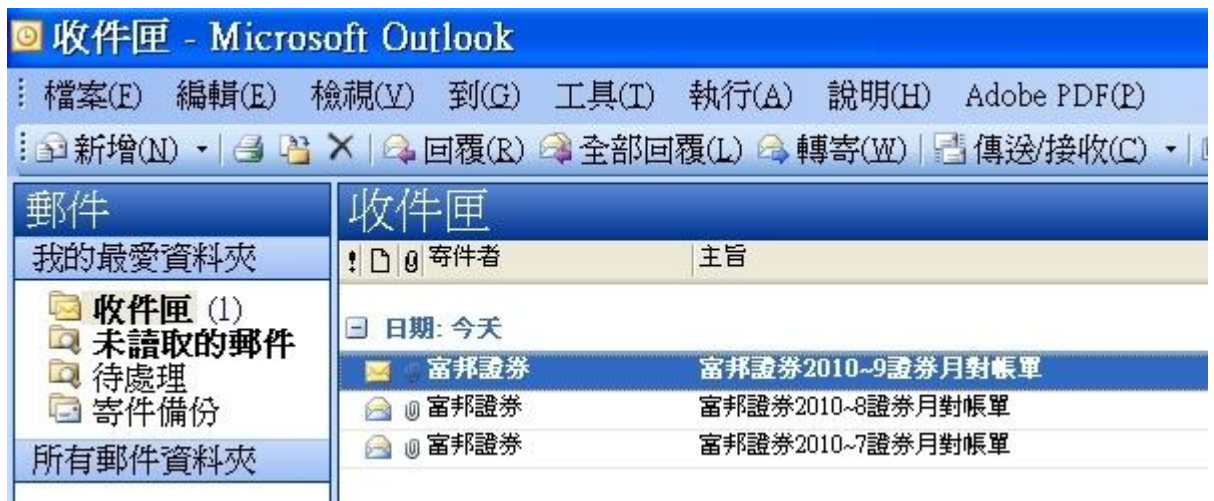 收件匣 - Microsoft Outlook
檔案(F) 編輯(E) 檢視(V) 到(G) 工具(T) 執行(A) 說明(H) Adobe PDF(P)
新增(N) 回覆(R) 全部回覆(L) 轉寄(W) 傳送/接收(C)
郵件
我的最愛資料夾
收件匣 (1)
未讀取的郵件
待處理
寄件備份
所有郵件資料夾
收件匣
寄件者 主旨
日期: 今天
富邦證券 富邦證券2010~9證券月對帳單
富邦證券 富邦證券2010~8證券月對帳單
富邦證券 富邦證券2010~7證券月對帳單